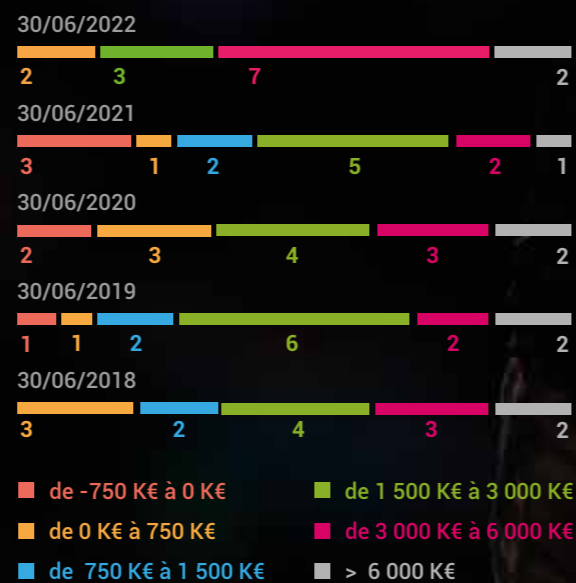 30/06/2022
2 3 7 2
30/06/2021
3 1 2 5 2 1
30/06/2020
2 3 4 3 2
30/06/2019
1 1 2 6 2 2
30/06/2018
3 2 4 3 2
de -750 K€ à 0 K€
de 0 K€ à 750 K€
de 750 K€ à 1 500 K€
de 1 500 K€ à 3 000 K€
de 3 000 K€ à 6 000 K€
> 6 000 K€